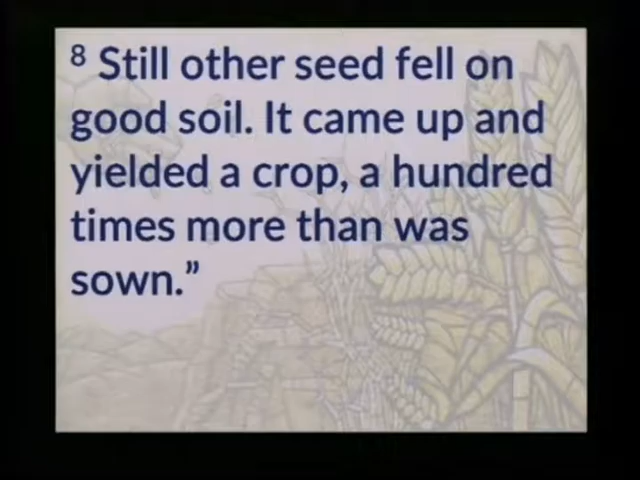 ⁸ Still other seed fell on
good soil. It came up and
yielded a crop, a hundred
times more than was
sown.”